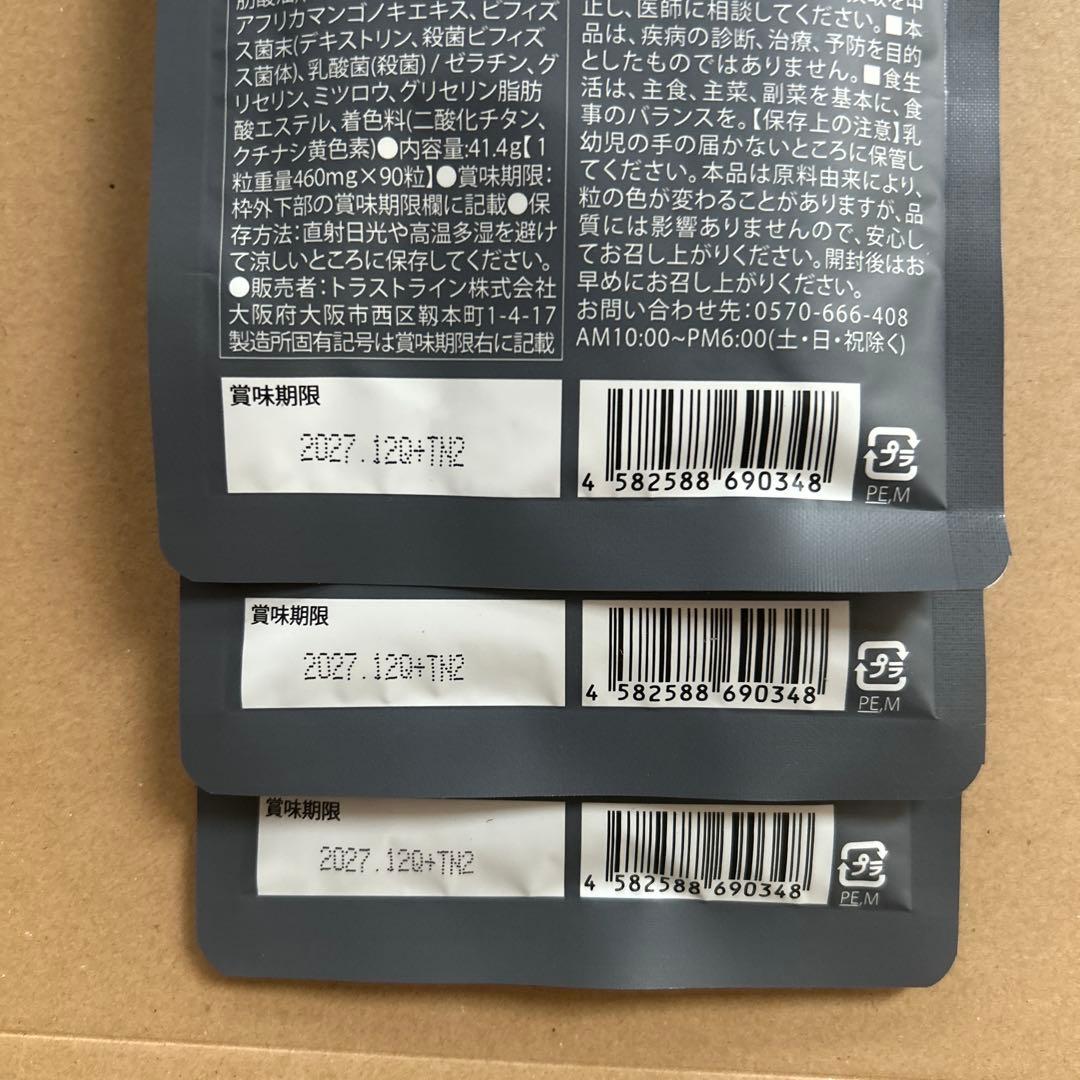 アフリカマンゴノキエキス、ビフィズ
ス菌末(デキストリン、殺菌ビフィズ
ス菌体)、乳酸菌(殺菌) / ゼラチン、グ
リセリン、ミツロウ、グリセリン脂肪
酸エステル、着色料(二酸化チタン、
クチナシ黄色素)●内容量:41.4g【1
粒重量460mg×90粒】●賞味期限:
枠外下部の賞味期限欄に記載●保
存方法:直射日光や高温多湿を避け
て涼しいところに保存してください。
●販売者:トラストライン株式会社
大阪府大阪市西区靱本町1-4-17
製造所固有記号は賞味期限右に記載
止し、医師に相談してください。■本
品は、疾病の診断、治療、予防を目的
としたものではありません。■食生
活は、主食、主菜、副菜を基本に、食
事のバランスを。【保存上の注意】乳
幼児の手の届かないところに保管し
てください。本品は原料由来により、
粒の色が変わることがありますが、品
質には影響ありませんので、安心し
てお召し上がりください。開封後はお
早めにお召し上がりください。
お問い合わせ先:0570-666-408
AM10:00~PM6:00(土・日・祝除く)
賞味期限
2027.12Q+TN2
4 582588 690348
プラ
PE,M
賞味期限
2027.12Q+TN2
4 582588 690348
プラ
PE,M
賞味期限
2027.12Q+TN2
4 582588 690348
プラ
PE,M